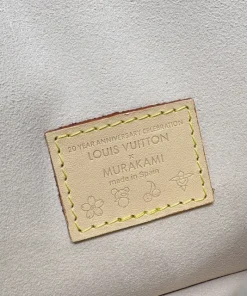 20 YEAR ANNIVERSARY CELEBRATION
LOUIS VUITTON
×
MURAKAMI
made in Spain